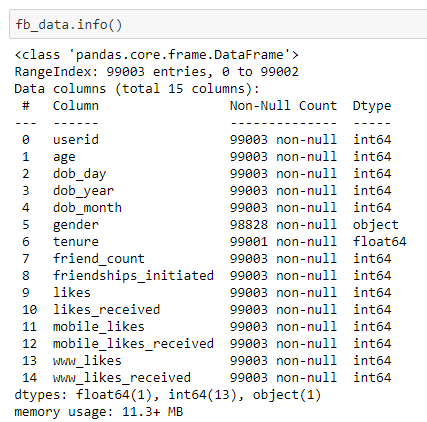 fb_data.info()
<class 'pandas.core.frame.DataFrame'>
RangeIndex: 99003 entries, 0 to 99002
Data columns (total 15 columns):
 #   Column                 Non-Null Count  Dtype
---  ------                 --------------  -----
 0   userid                 99003 non-null  int64
 1   age                    99003 non-null  int64
 2   dob_day                99003 non-null  int64
 3   dob_year               99003 non-null  int64
 4   dob_month              99003 non-null  int64
 5   gender                 98828 non-null  object
 6   tenure                 99001 non-null  float64
 7   friend_count           99003 non-null  int64
 8   friendships_initiated  99003 non-null  int64
 9   likes                  99003 non-null  int64
 10  likes_received         99003 non-null  int64
 11  mobile_likes           99003 non-null  int64
 12  mobile_likes_received  99003 non-null  int64
 13  www_likes              99003 non-null  int64
 14  www_likes_received     99003 non-null  int64
dtypes: float64(1), int64(13), object(1)
memory usage: 11.3+ MB